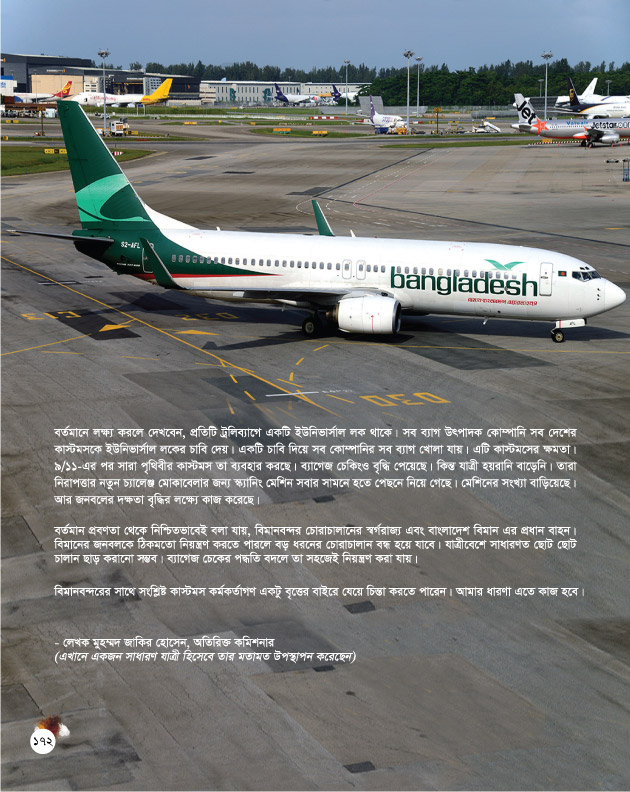 Jetstar.com
S2-AFL
bangladesh
030
বর্তমানে লক্ষ্য করলে দেখবেন, প্রতিটি ট্রলিব্যাগে একটি ইউনিভার্সাল লক থাকে। সব ব্যাগ উৎপাদক কোম্পানি সব দেশের
কাস্টমসকে ইউনিভার্সাল লকের চাবি দেয়। একটি চাবি দিয়ে সব কোম্পানির সব ব্যাগ খোলা যায়। এটি কাস্টমসের ক্ষমতা।
৯/১১-এর পর সারা পৃথিবীর কাস্টমস তা ব্যবহার করছে। ব্যাগেজ চেকিংও বৃদ্ধি পেয়েছে। কিন্ত যাত্রী হয়রানি বাড়েনি। তারা
নিরাপত্তার নতুন চ্যালেঞ্জ মোকাবেলার জন্য স্ক্যানিং মেশিন সবার সামনে হতে পেছনে নিয়ে গেছে। মেশিনের সংখ্যা বাড়িয়েছে।
আর জনবলের দক্ষতা বৃদ্ধির লক্ষ্যে কাজ করেছে।
বর্তমান প্রবণতা থেকে নিশ্চিতভাবেই বলা যায়, বিমানবন্দর চোরাচালানের স্বর্গরাজ্য এবং বাংলাদেশ বিমান এর প্রধান বাহন।
বিমানের জনবলকে ঠিকমতো নিয়ন্ত্রণ করতে পারলে বড় ধরনের চোরাচালান বন্ধ হয়ে যাবে। যাত্রীবেশে সাধারণত ছোট ছোট
চালান ছাড় করানো সম্ভব। ব্যাগেজ চেকের পদ্ধতি বদলে তা সহজেই নিয়ন্ত্রণ করা যায়।
বিমানবন্দরের সাথে সংশ্লিষ্ট কাস্টমস কর্মকর্তাগণ একটু বৃত্তের বাইরে যেয়ে চিন্তা করতে পারেন। আমার ধারণা এতে কাজ হবে।
- লেখক মুহম্মদ জাকির হোসেন, অতিরিক্ত কমিশনার
(এখানে একজন সাধারণ যাত্রী হিসেবে তার মতামত উপস্থাপন করেছেন)
১৭২